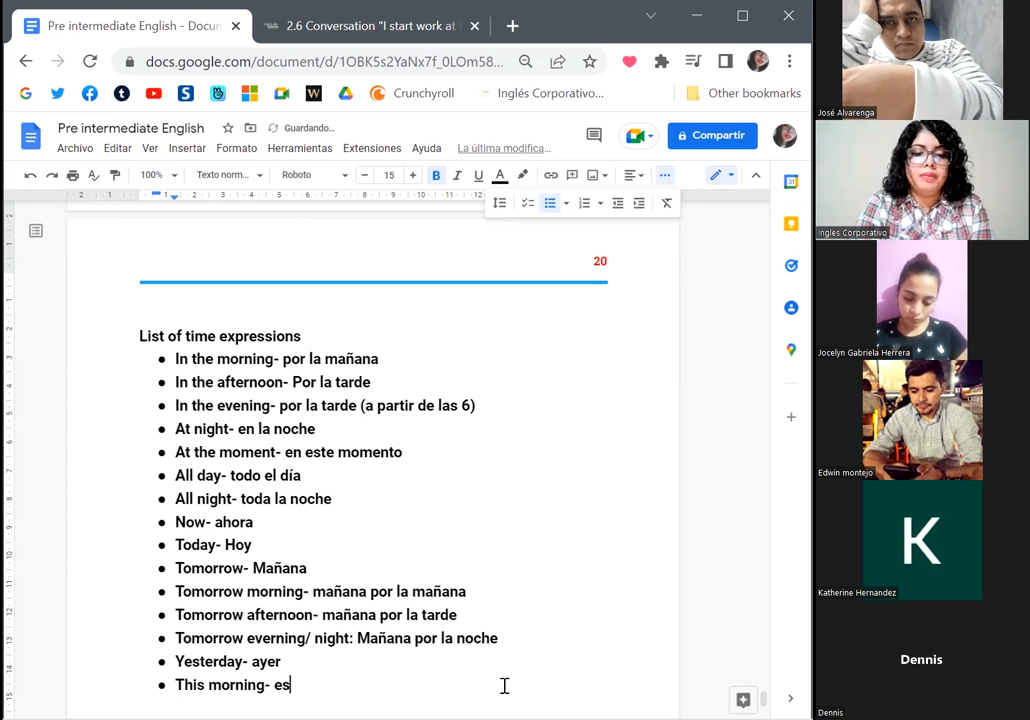 Pre intermediate English - Docun
2.6 Conversation "I start work at
docs.google.com/document/d/1OBK5s2YaNx7f_0LOm58...
Crunchyroll
Inglés Corporativo...
Other bookmarks
Pre intermediate English
Guardando...
Archivo Editar Ver Insertar Formato Herramientas Extensiones Ayuda La última modifica...
Compartir
100% Texto norm... Roboto 15
20
List of time expressions
In the morning- por la mañana
In the afternoon- Por la tarde
In the evening- por la tarde (a partir de las 6)
At night- en la noche
At the moment- en este momento
All day- todo el día
All night- toda la noche
Now- ahora
Today- Hoy
Tomorrow- Mañana
Tomorrow morning- mañana por la mañana
Tomorrow afternoon- mañana por la tarde
Tomorrow everning/ night: Mañana por la noche
Yesterday- ayer
This morning- es
José Alvarenga
Ingles Corporativo
Jocelyn Gabriela Herrera
Edwin montejo
K
Katherine Hernandez
Dennis
Dennis